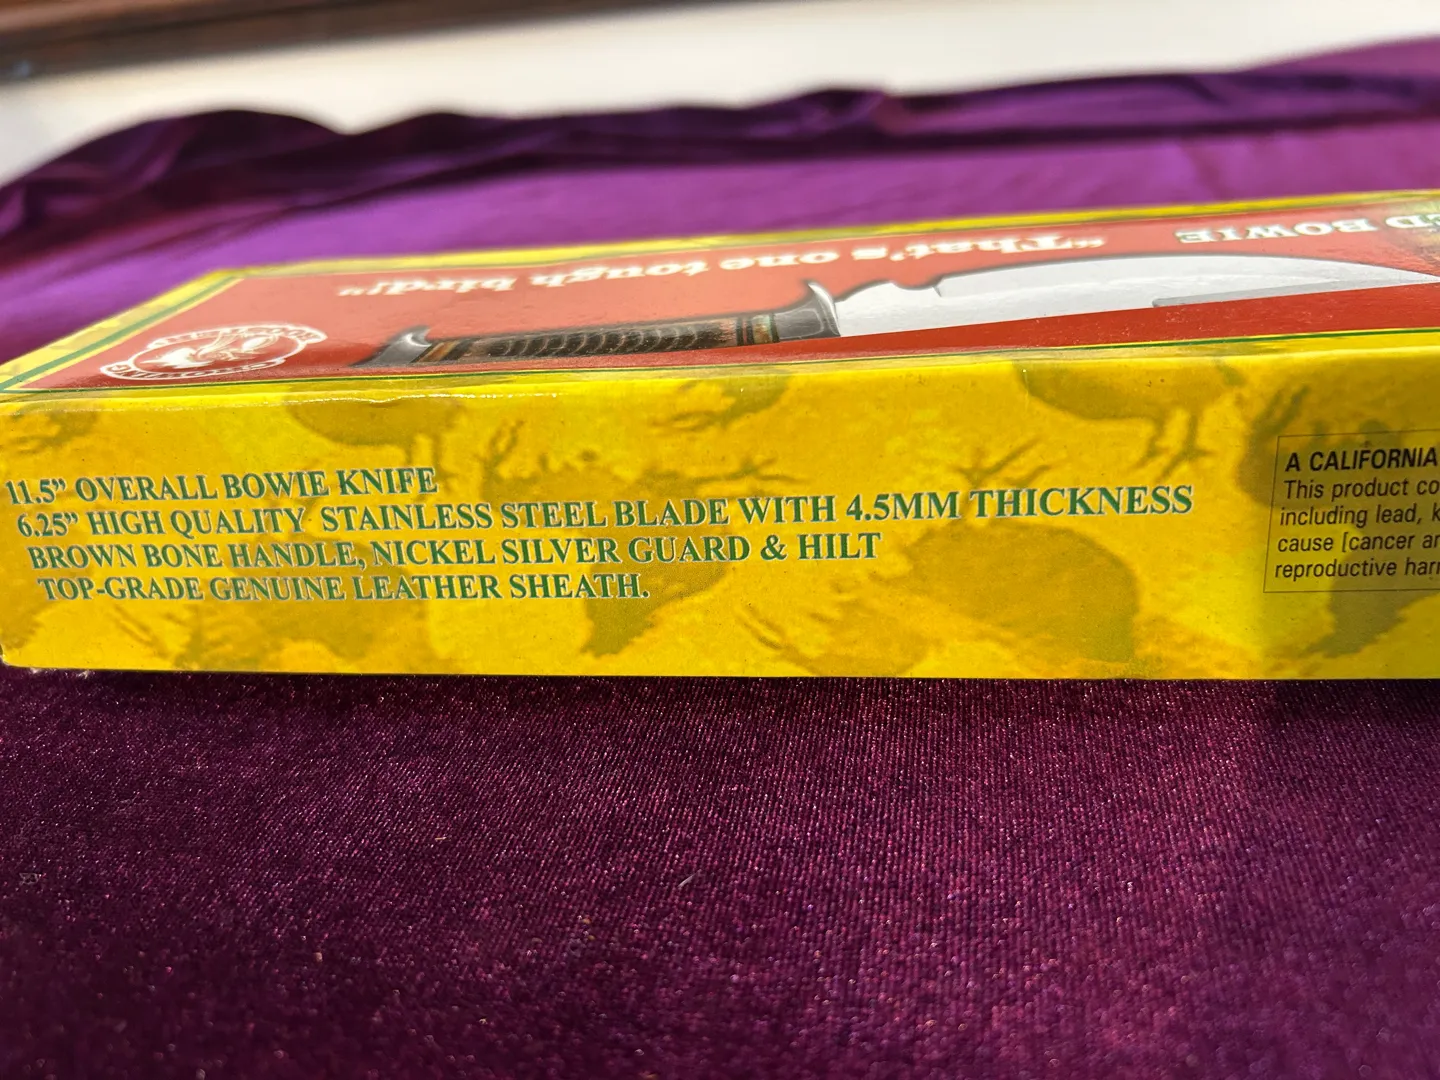 "That's one tough bird!"
BOWIE
11.5” OVERALL BOWIE KNIFE
6.25” HIGH QUALITY STAINLESS STEEL BLADE WITH 4.5MM THICKNESS
BROWN BONE HANDLE, NICKEL SILVER GUARD & HILT
TOP-GRADE GENUINE LEATHER SHEATH.
A CALIFORNIA
This product
including lead,
cause [cancer
reproductive